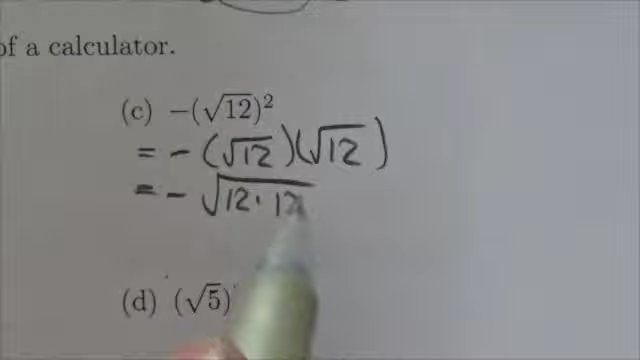 of a calculator.
(c) −(√12)²
= − (√12)(√12)
= − √12 · 12
(d) (√5)